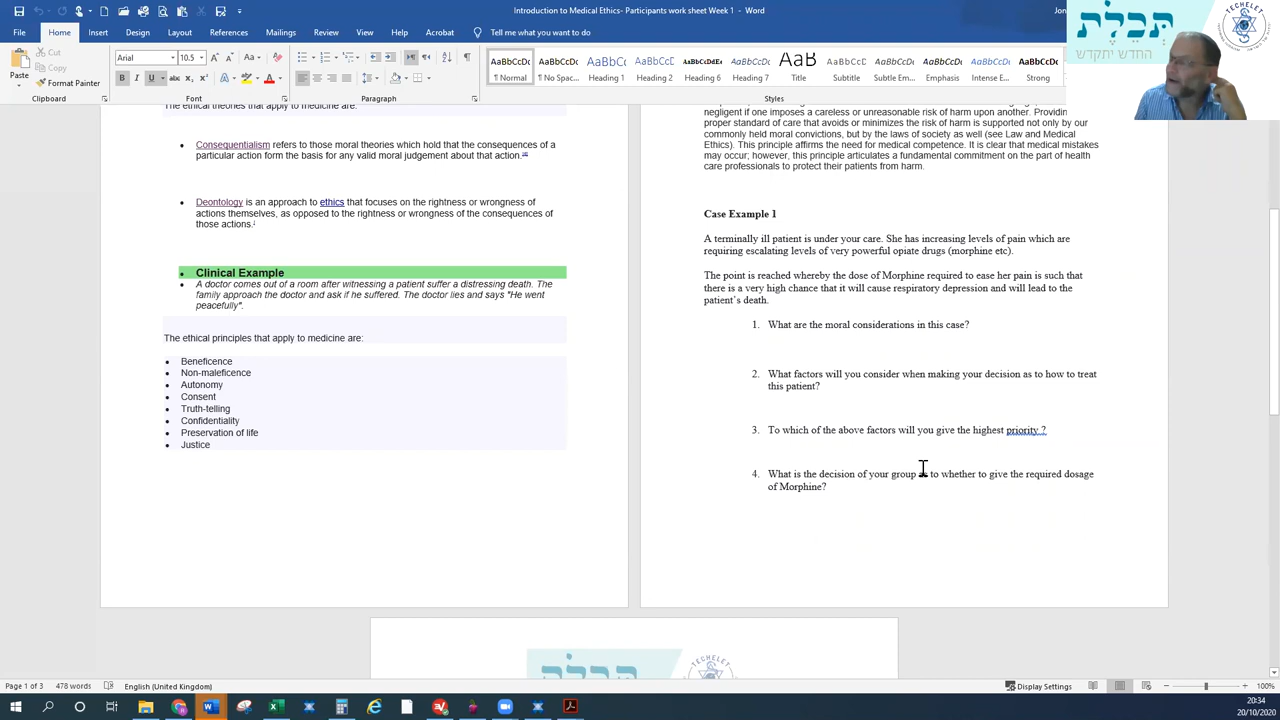 Introduction to Medical Ethics- Participants work sheet Week 1 - Word
Jon
File
Home
Insert
Design
Layout
References
Mailings
Review
View
Help
Acrobat
Tell me what you want to do
Paste
Cut
Copy
Format Painter
Clipboard
Arial
10.5
Font
Paragraph
AaBbCcDc
¶ Normal
¶ No Spac...
Heading 1
Heading 2
Heading 6
Heading 7
Title
Subtitle
Subtle Em...
Emphasis
Intense E...
Strong
Styles
תְּכֵלֶת
החדש יתקדש
TECHELET
The ethical theories that apply to medicine are:
• Consequentialism refers to those moral theories which hold that the consequences of a
particular action form the basis for any valid moral judgement about that action.
• Deontology is an approach to ethics that focuses on the rightness or wrongness of
actions themselves, as opposed to the rightness or wrongness of the consequences of
those actions.
• Clinical Example
• A doctor comes out of a room after witnessing a patient suffer a distressing death. The
family approach the doctor and ask if he suffered. The doctor lies and says "He went
peacefully".
The ethical principles that apply to medicine are:
• Beneficence
• Non-maleficence
• Autonomy
• Consent
• Truth-telling
• Confidentiality
• Preservation of life
• Justice
negligent if one imposes a careless or unreasonable risk of harm upon another. Providin
proper standard of care that avoids or minimizes the risk of harm is supported not only by our
commonly held moral convictions, but by the laws of society as well (see Law and Medical
Ethics). This principle affirms the need for medical competence. It is clear that medical mistakes
may occur; however, this principle articulates a fundamental commitment on the part of health
care professionals to protect their patients from harm.
Case Example 1
A terminally ill patient is under your care. She has increasing levels of pain which are
requiring escalating levels of very powerful opiate drugs (morphine etc).
The point is reached whereby the dose of Morphine required to ease her pain is such that
there is a very high chance that it will cause respiratory depression and will lead to the
patient's death.
1. What are the moral considerations in this case?
2. What factors will you consider when making your decision as to how to treat
this patient?
3. To which of the above factors will you give the highest priority ?
4. What is the decision of your group as to whether to give the required dosage
of Morphine?
TECHELET
Page 1 of 3
478 words
English (United Kingdom)
Display Settings
100%
20:34
20/10/2020